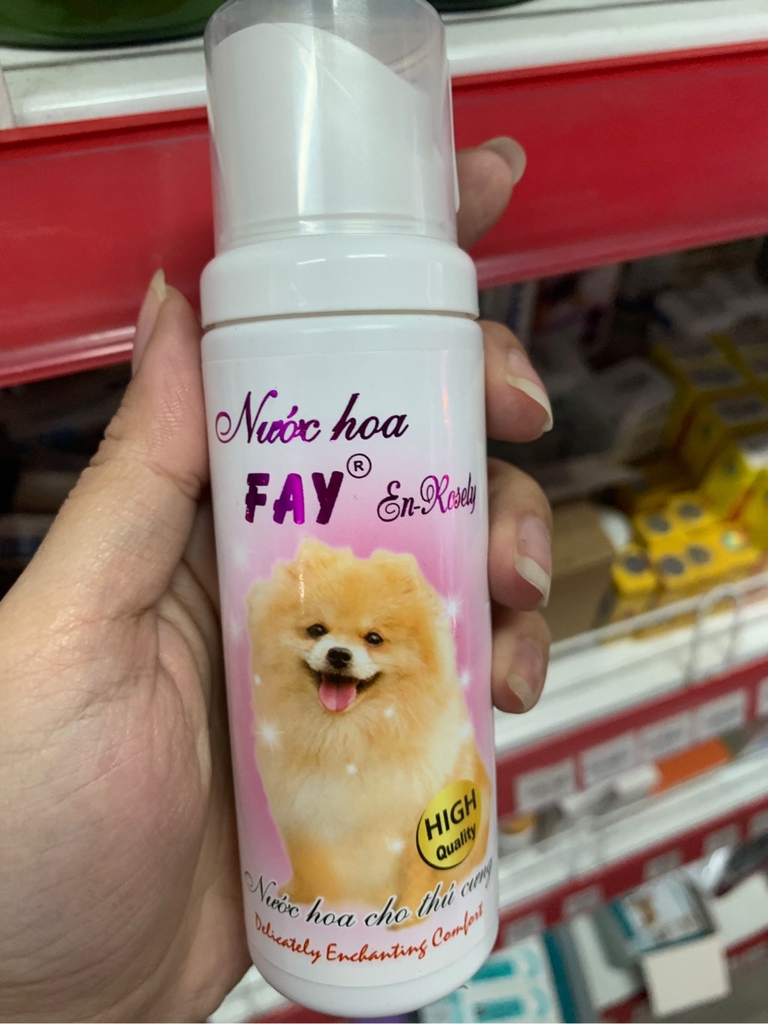 Nước hoa
FAY® En-Rosely
HIGH
Quality
Nước hoa cho thú cưng
Delicately Enchanting Comfort